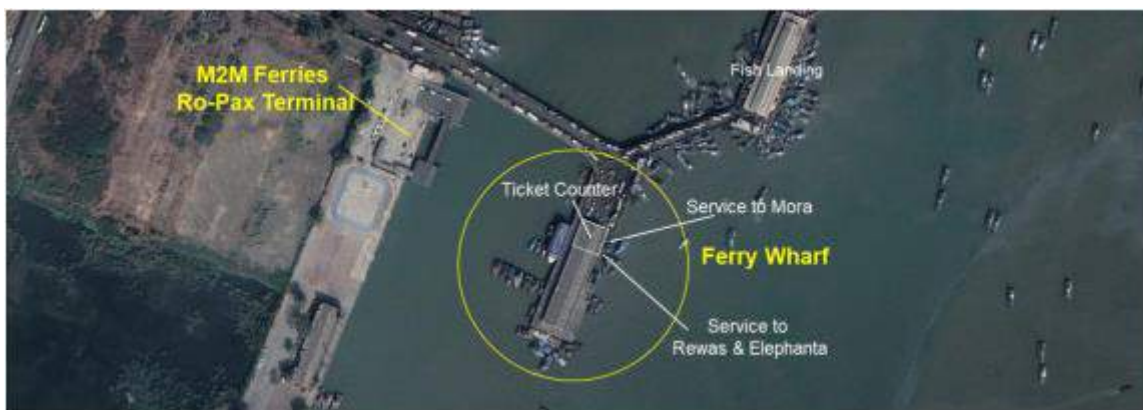 M2M Ferries
Ro-Pax Terminal
Fish Landing
Ticket Counter
Service to Mora
Ferry Wharf
Service to
Rewas & Elephanta